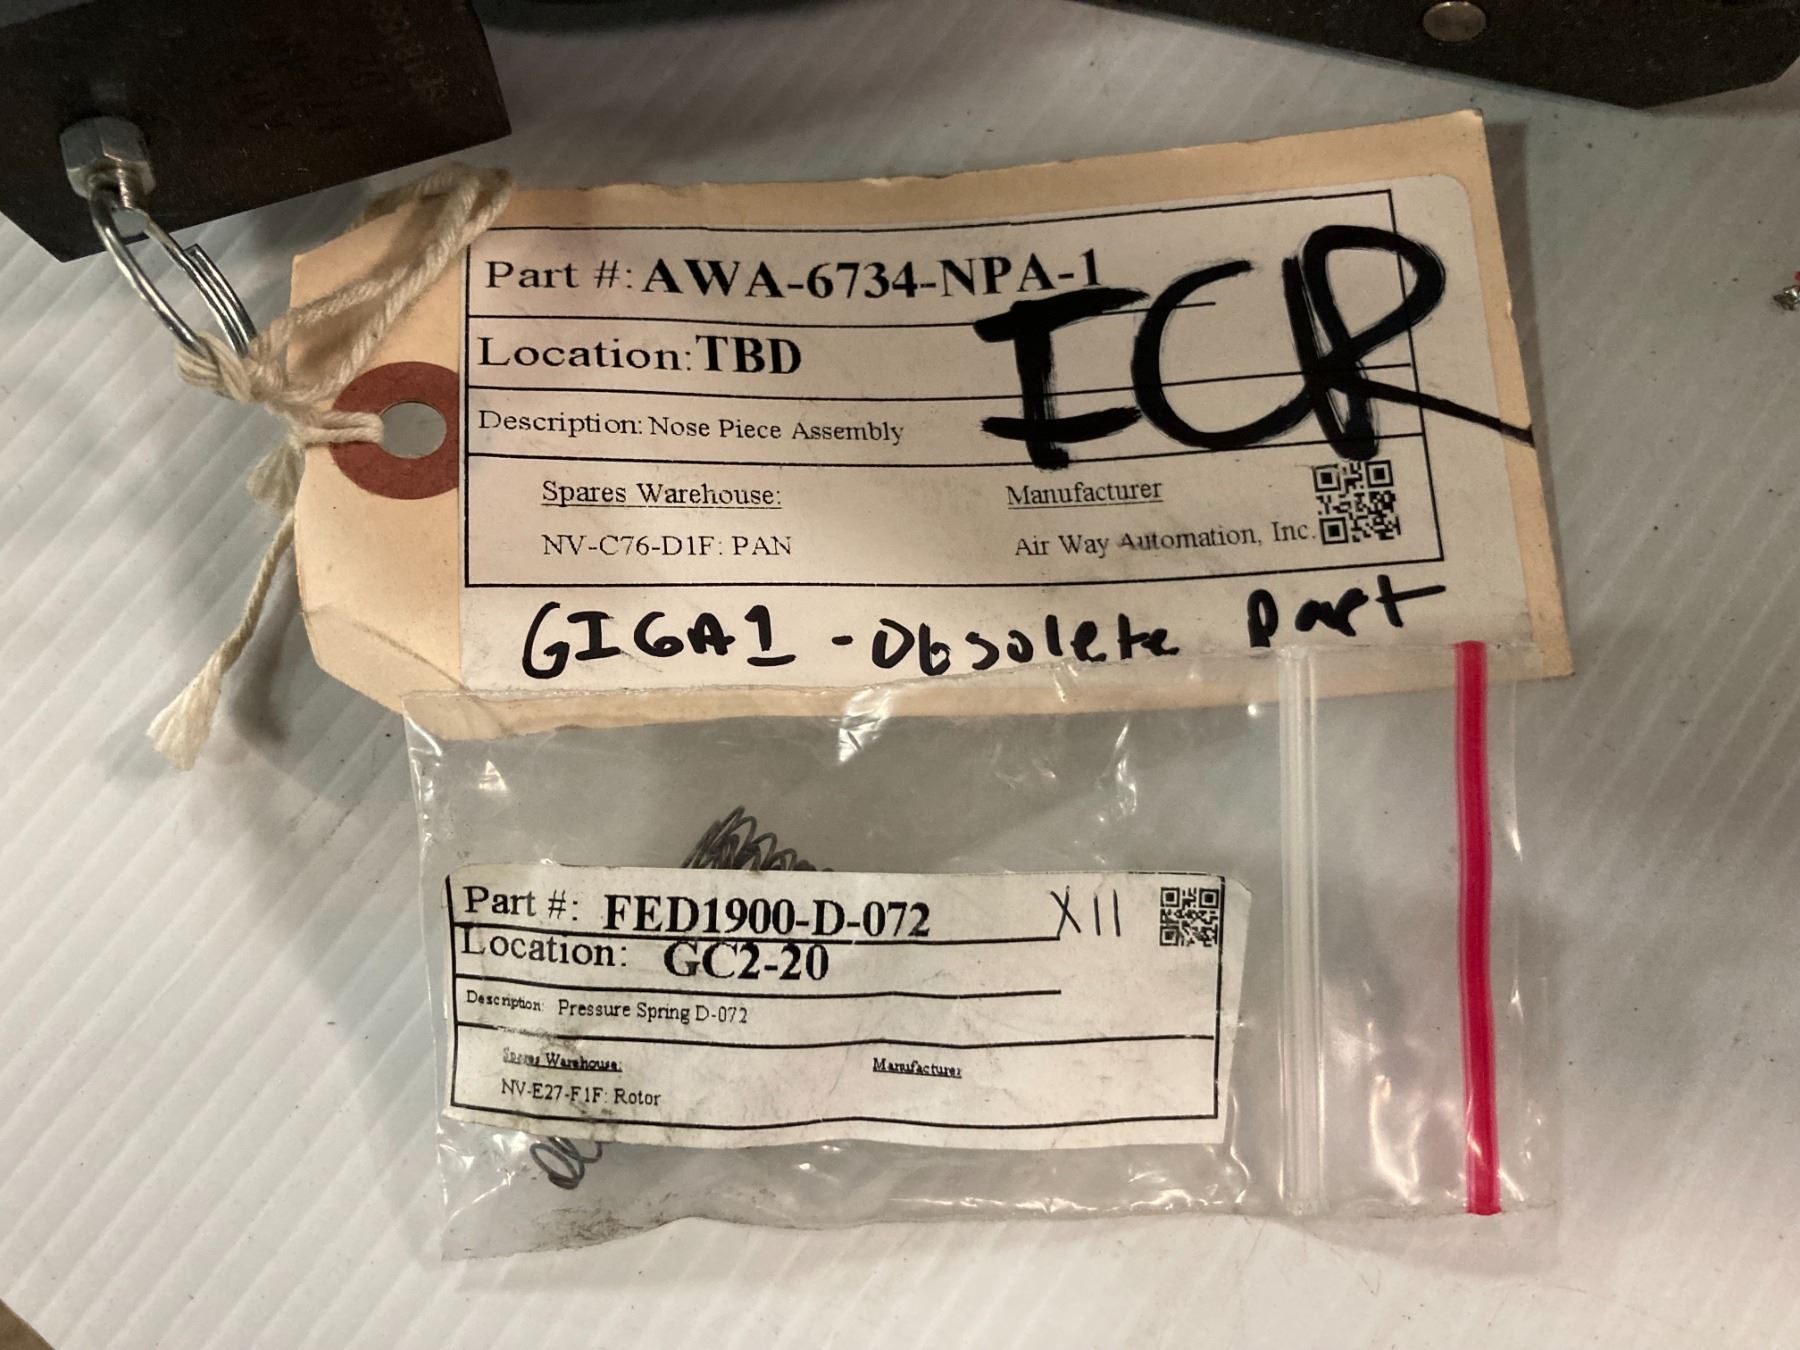 Part #: AWA-6734-NPA-1
ICR
Location: TBD
Description: Nose Piece Assembly
Spares Warehouse: Manufacturer
NV-C76-D1F: PAN Air Way Automation, Inc.
GIGA1 - Obsolete Part
Part #: FED1900-D-072 X11
Location: GC2-20
Description: Pressure Spring D-072
Spares Warehouse: Manufacturer
NV-E27-F1F: Rotor